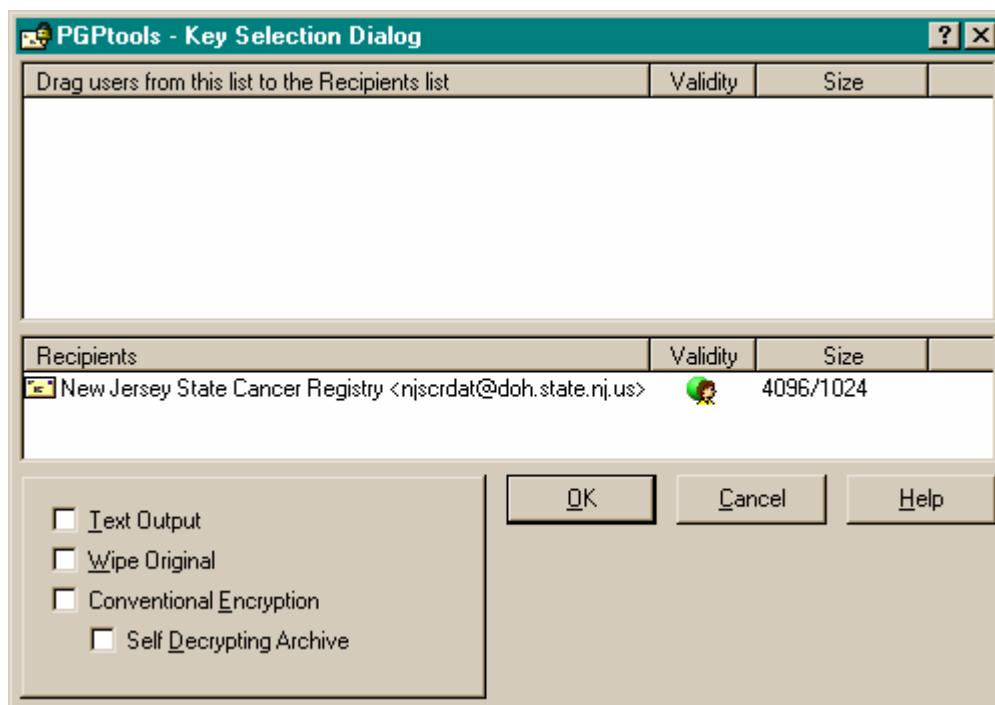 PGPtools - Key Selection Dialog
Drag users from this list to the Recipients list Validity Size
Recipients Validity Size
New Jersey State Cancer Registry <njscrdat@doh.state.nj.us> 4096/1024
OK Cancel Help
Text Output
Wipe Original
Conventional Encryption
Self Decrypting Archive